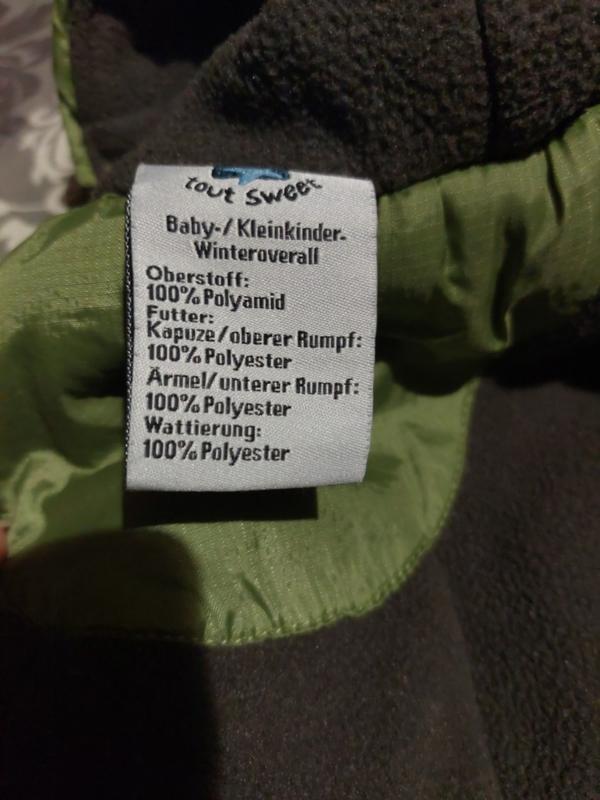 tout sweet
Baby-/Kleinkinder-
Winteroverall
Oberstoff:
100% Polyamid
Futter:
Kapuze/oberer Rumpf:
100% Polyester
Ärmel/unterer Rumpf:
100% Polyester
Wattierung:
100% Polyester